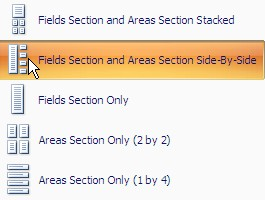 Fields Section and Areas Section Stacked
Fields Section and Areas Section Side-By-Side
Fields Section Only
Areas Section Only (2 by 2)
Areas Section Only (1 by 4)